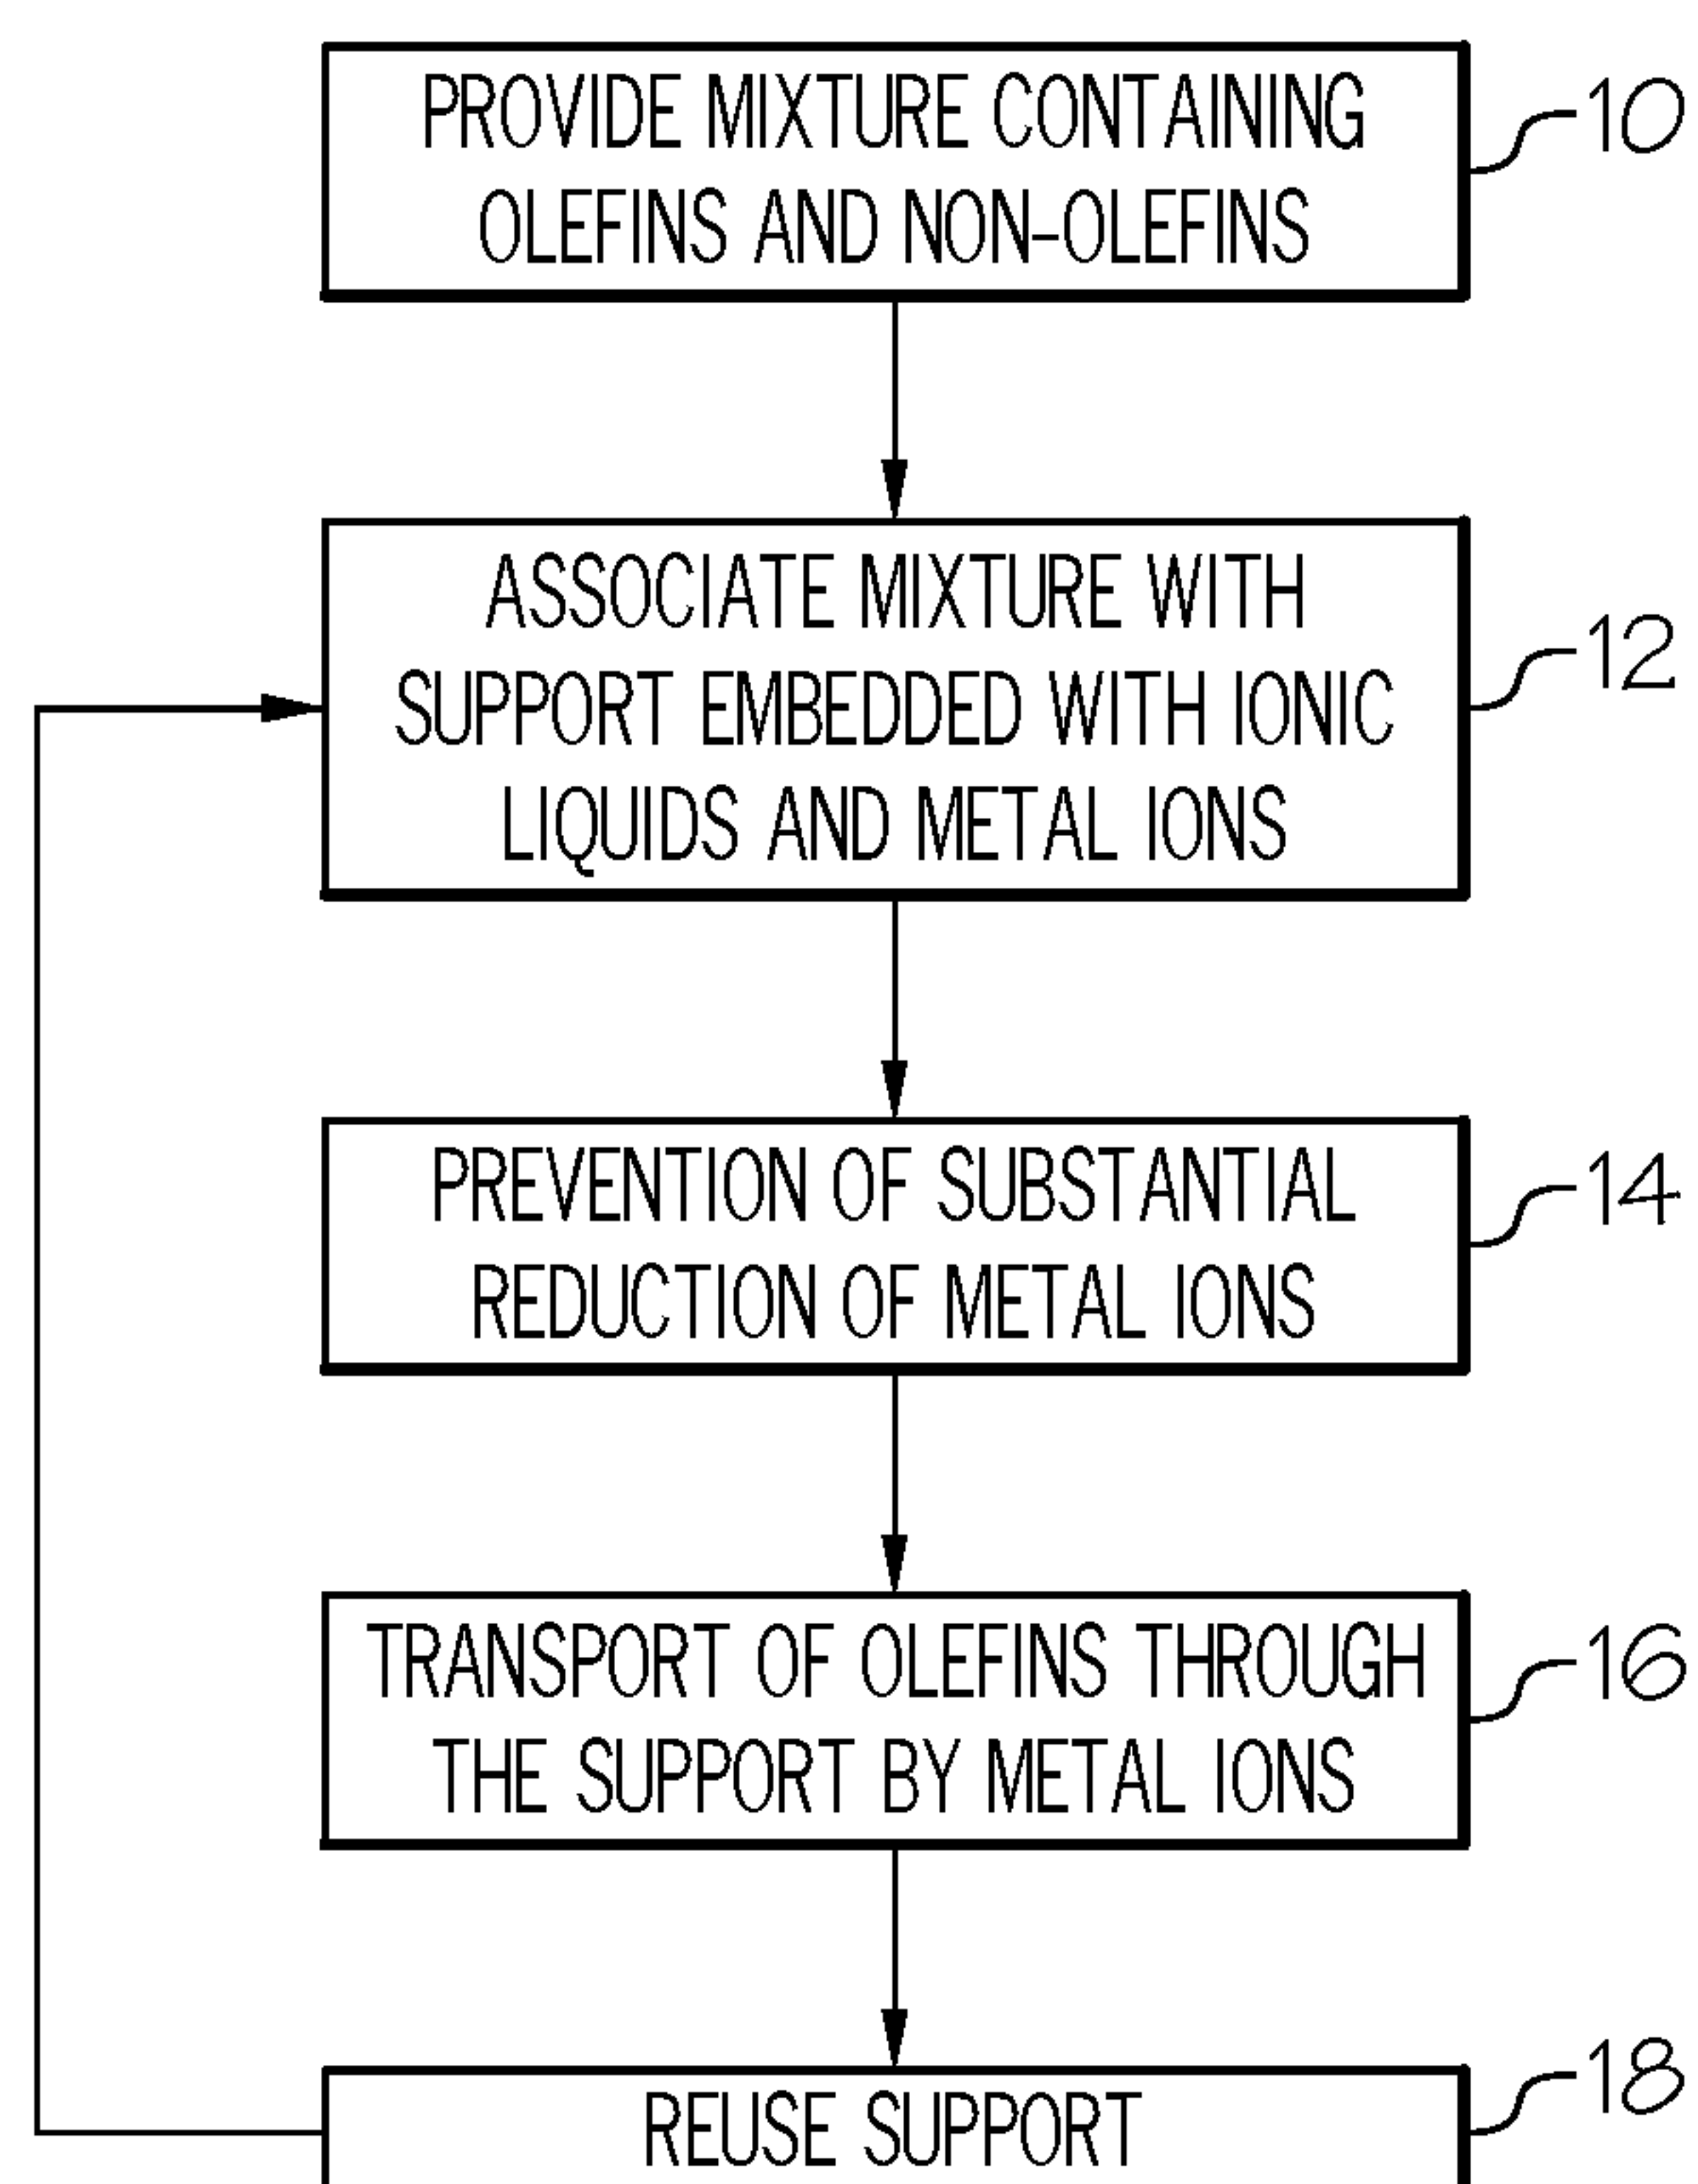 PROVIDE MIXTURE CONTAINING
OLEFINS AND NON-OLEFINS
10
ASSOCIATE MIXTURE WITH
SUPPORT EMBEDDED WITH IONIC
LIQUIDS AND METAL IONS
12
PREVENTION OF SUBSTANTIAL
REDUCTION OF METAL IONS
14
TRANSPORT OF OLEFINS THROUGH
THE SUPPORT BY METAL IONS
16
REUSE SUPPORT
18